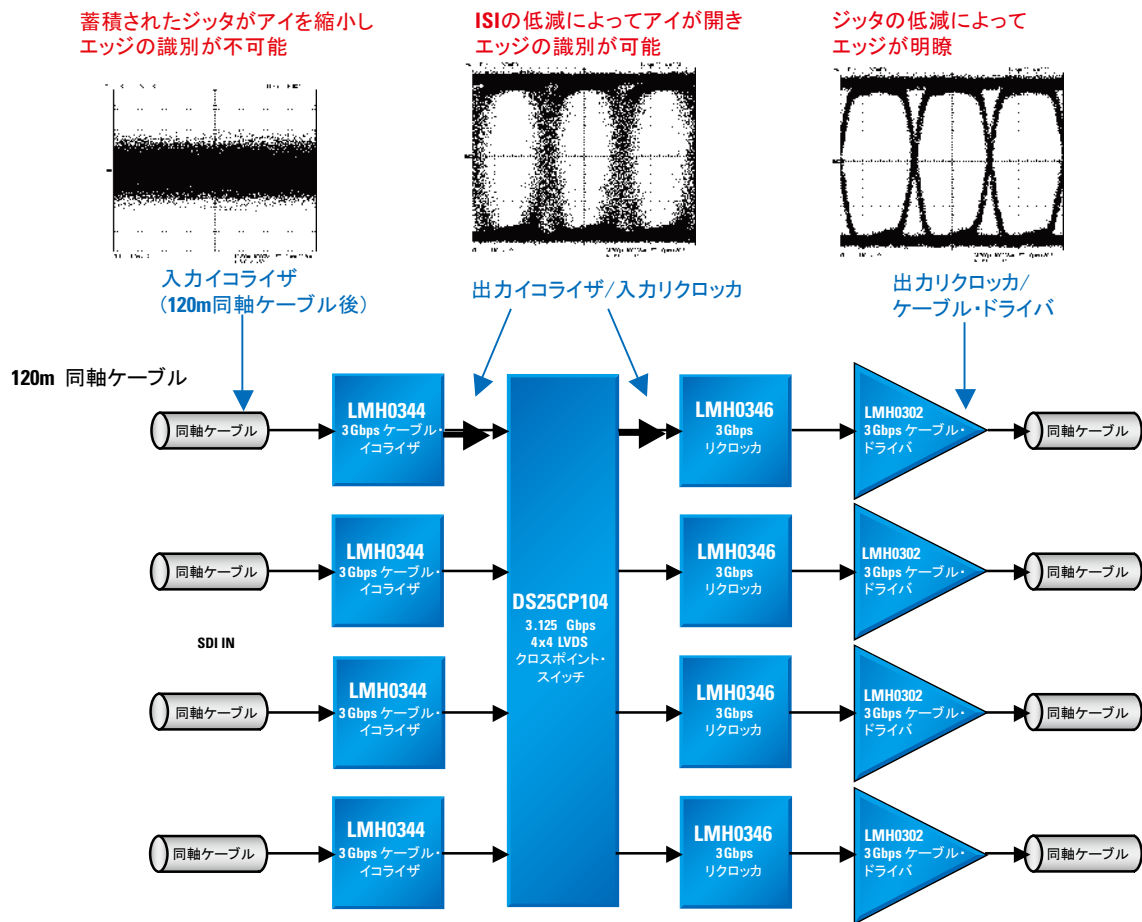 蓄積されたジッタがアイを縮小し
エッジの識別が不可能
ISIの低減によってアイが開き
エッジの識別が可能
ジッタの低減によって
エッジが明瞭
入力イコライザ
(120m同軸ケーブル後)
出力イコライザ/入力リクロッカ
出力リクロッカ/
ケーブル・ドライバ
120m 同軸ケーブル
同軸ケーブル
LMH0344
3Gbps ケーブル・
イコライザ
LMH0346
3Gbps
リクロッカ
LMH0302
3Gbps ケーブル・
ドライバ
同軸ケーブル
同軸ケーブル
LMH0344
3Gbps ケーブル・
イコライザ
LMH0346
3Gbps
リクロッカ
LMH0302
3Gbps ケーブル・
ドライバ
同軸ケーブル
DS25CP104
3.125 Gbps
4x4 LVDS
クロスポイント・
スイッチ
SDI IN
同軸ケーブル
LMH0344
3Gbps ケーブル・
イコライザ
LMH0346
3Gbps
リクロッカ
LMH0302
3Gbps ケーブル・
ドライバ
同軸ケーブル
同軸ケーブル
LMH0344
3Gbps ケーブル・
イコライザ
LMH0346
3Gbps
リクロッカ
LMH0302
3Gbps ケーブル・
ドライバ
同軸ケーブル